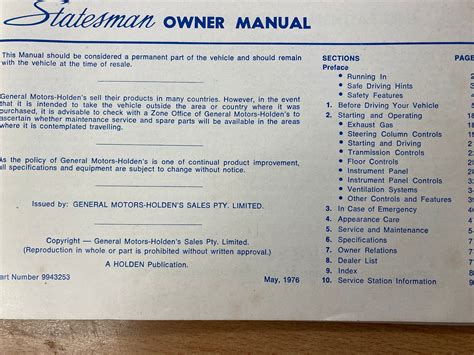 Statesman OWNER MANUAL
This Manual should be considered a permanent part of the vehicle and should remain
with the vehicle at the time of resale.
General Motors-Holden's sell their products in many countries. However, in the event
that it is intended to take the vehicle outside the area or country where it was
purchased, it is advisable to check with a Zone Office of General Motors-Holden's to
ascertain whether maintenance service and spare parts will be available in the areas
where it is contemplated travelling.
As the policy of General Motors-Holden's is one of continual product improvement,
all specifications and equipment are subject to change without notice.
Issued by: GENERAL MOTORS-HOLDEN'S SALES PTY. LIMITED.
Copyright — General Motors-Holden's Sales Pty. Limited.
(Reproduction in whole or part is prohibited without written approval.)
A HOLDEN Publication.
art Number 9943253
May, 1976
SECTIONS PAGE
Preface
• Running In
• Safe Driving Hints
• Safety Features
1. Before Driving Your Vehicle
2. Starting and Operating
• Exhaust Gas
• Steering Column Controls
• Starting and Driving
• Tranmission Controls
• Floor Controls
• Instrument Panel
• Instrument Panel Controls
• Ventilation Systems
• Other Controls and Features
3. In Case of Emergency
4. Appearance Care
5. Service and Maintenance
6. Specifications
7. Owner Relations
8. Dealer List
9. Index
10. Service Station Information